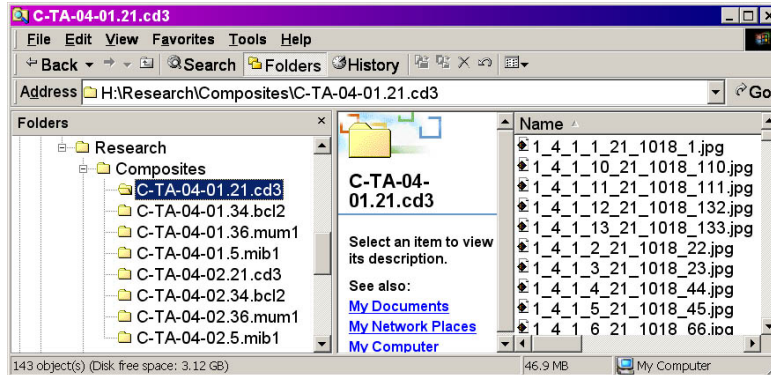 C-TA-04-01.21.cd3
File Edit View Favorites Tools Help
Back Search Folders History
Address H:\Research\Composites\C-TA-04-01.21.cd3 Go
Folders
Research
Composites
C-TA-04-01.21.cd3
C-TA-04-01.34.bcl2
C-TA-04-01.36.mum1
C-TA-04-01.5.mib1
C-TA-04-02.21.cd3
C-TA-04-02.34.bcl2
C-TA-04-02.36.mum1
C-TA-04-02.5.mib1
C-TA-04-
01.21.cd3
Select an item to view
its description.
See also:
My Documents
My Network Places
My Computer
Name
1_4_1_1_21_1018_1.jpg
1_4_1_10_21_1018_110.jpg
1_4_1_11_21_1018_111.jpg
1_4_1_12_21_1018_132.jpg
1_4_1_13_21_1018_133.jpg
1_4_1_2_21_1018_22.jpg
1_4_1_3_21_1018_23.jpg
1_4_1_4_21_1018_44.jpg
1_4_1_5_21_1018_45.jpg
1_4_1_6_21_1018_66.jpg
143 object(s) (Disk free space: 3.12 GB) 46.9 MB My Computer